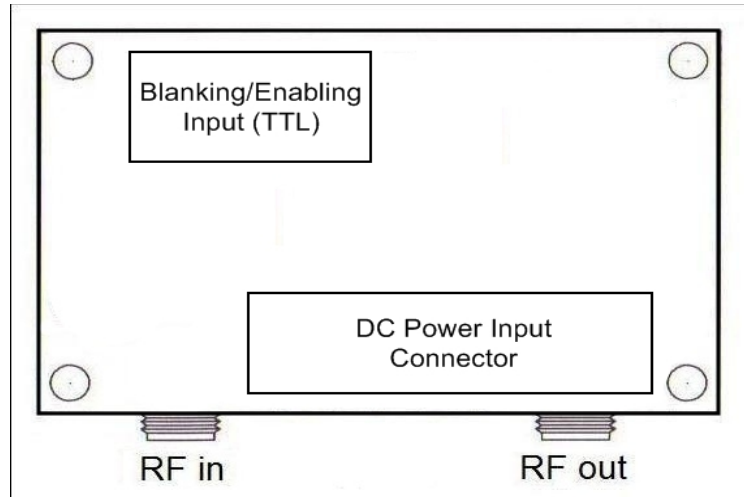 Blanking/Enabling
Input (TTL)
DC Power Input
Connector
RF in
RF out